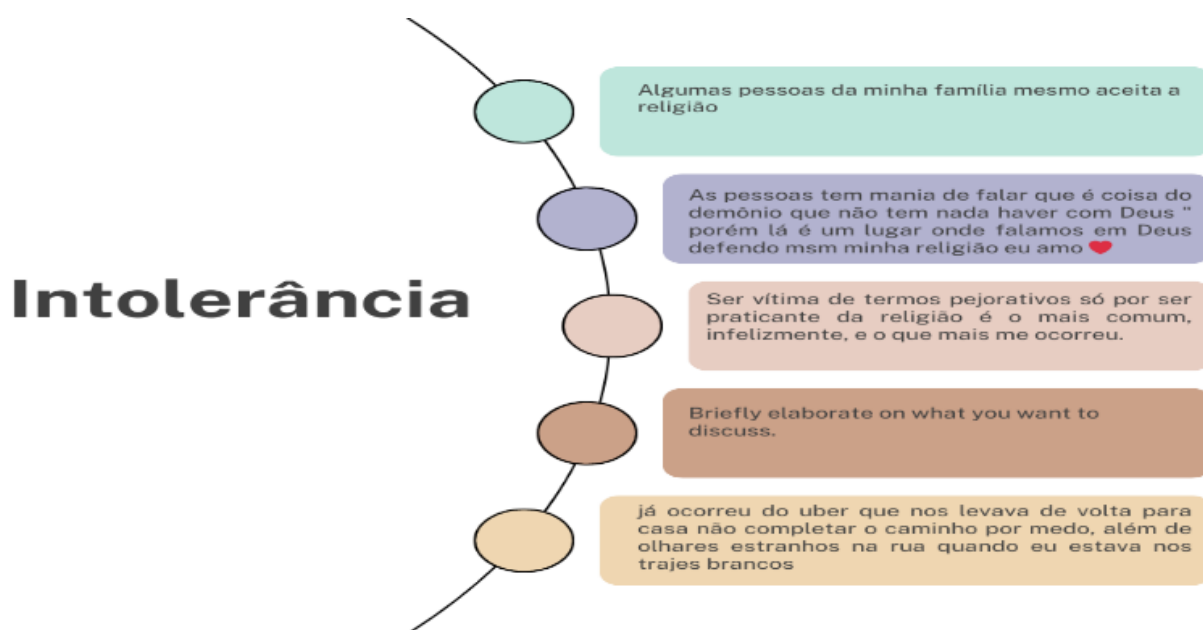 Intolerância
Algumas pessoas da minha família mesmo aceita a
religião
As pessoas tem mania de falar que é coisa do
demônio que não tem nada haver com Deus "
porém lá é um lugar onde falamos em Deus
defendo msm minha religião eu amo ❤️
Ser vítima de termos pejorativos só por ser
praticante da religião é o mais comum,
infelizmente, e o que mais me ocorreu.
Briefly elaborate on what you want to
discuss.
já ocorreu do uber que nos levava de volta para
casa não completar o caminho por medo, além de
olhares estranhos na rua quando eu estava nos
trajes brancos